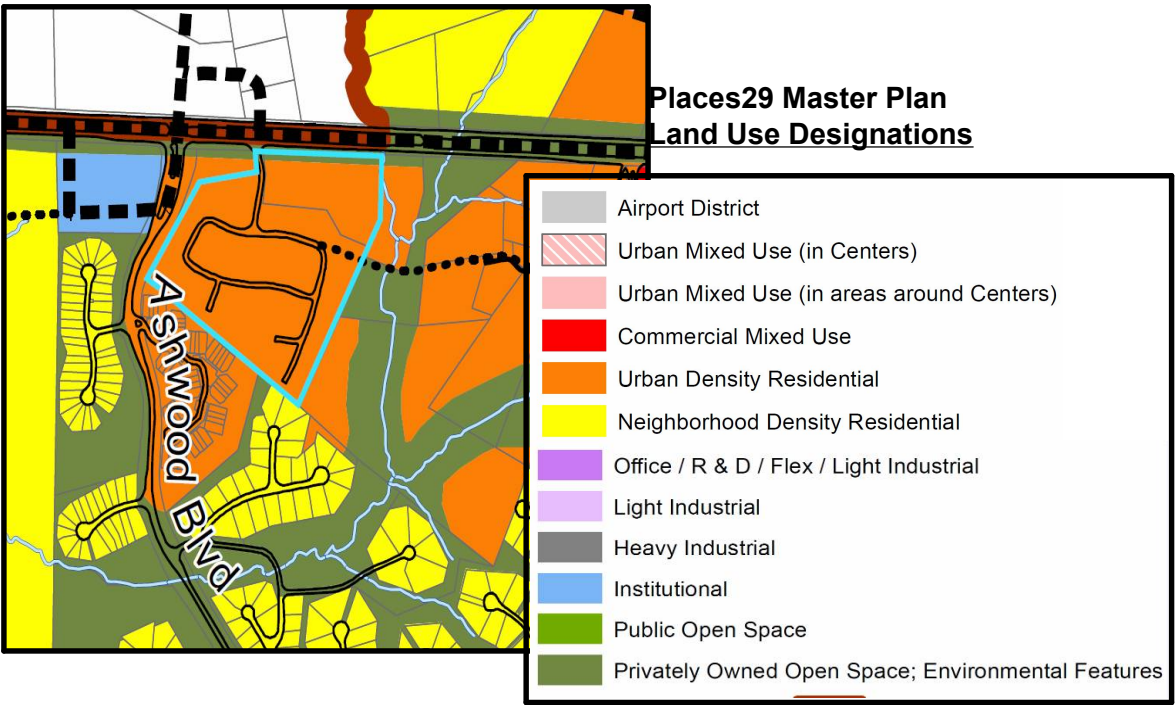 Places29 Master Plan
Land Use Designations
Airport District
Urban Mixed Use (in Centers)
Urban Mixed Use (in areas around Centers)
Commercial Mixed Use
Urban Density Residential
Neighborhood Density Residential
Office / R & D / Flex / Light Industrial
Light Industrial
Heavy Industrial
Institutional
Public Open Space
Privately Owned Open Space; Environmental Features
Ashwood Blvd